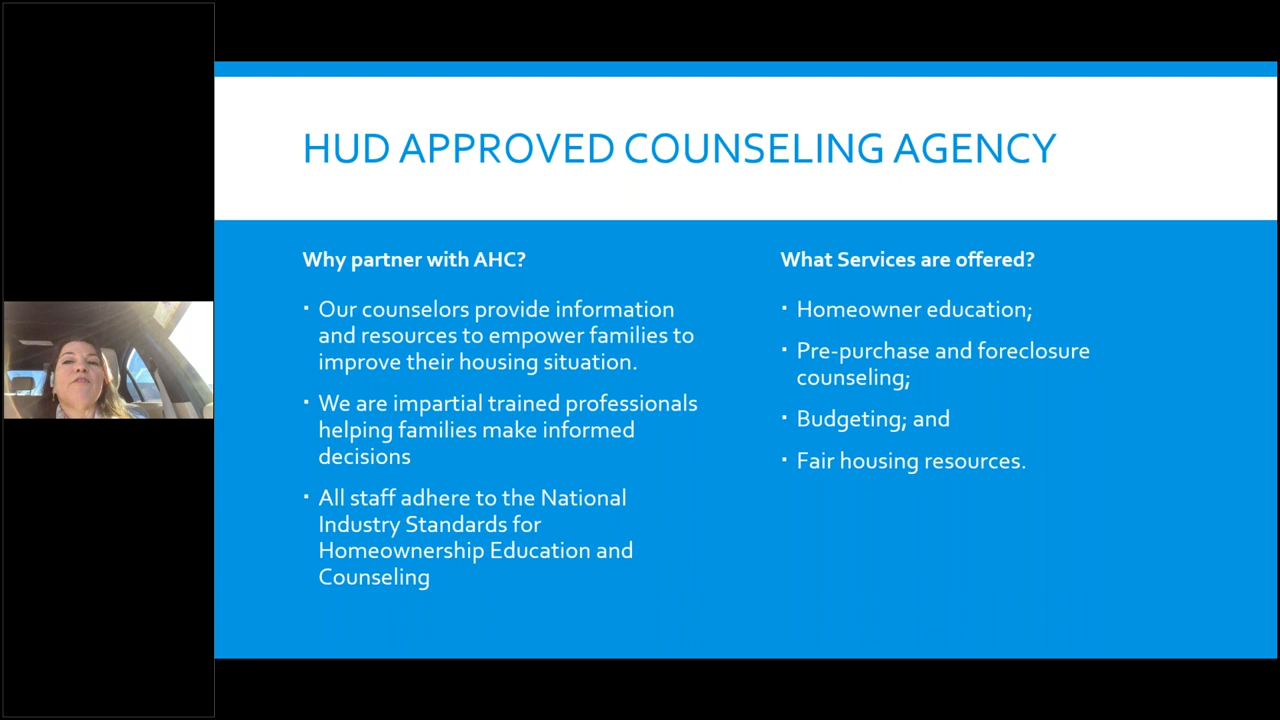 HUD APPROVED COUNSELING AGENCY
Why partner with AHC?
▪ Our counselors provide information
and resources to empower families to
improve their housing situation.
▪ We are impartial trained professionals
helping families make informed
decisions
▪ All staff adhere to the National
Industry Standards for
Homeownership Education and
Counseling
What Services are offered?
▪ Homeowner education;
▪ Pre-purchase and foreclosure
counseling;
▪ Budgeting; and
▪ Fair housing resources.